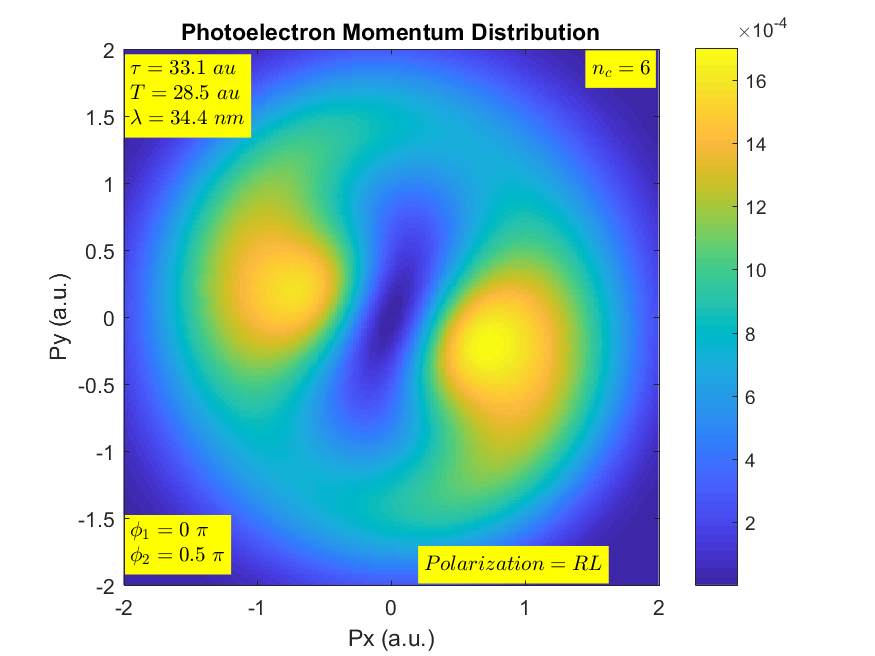 Photoelectron Momentum Distribution
×10⁻⁴
τ = 33.1 au
T = 28.5 au
λ = 34.4 nm
n_c = 6
ϕ₁ = 0 π
ϕ₂ = 0.5 π
Polarization = RL
2
1.5
1
0.5
0
-0.5
-1
-1.5
-2
Py (a.u.)
-2
-1
0
1
2
Px (a.u.)
16
14
12
10
8
6
4
2